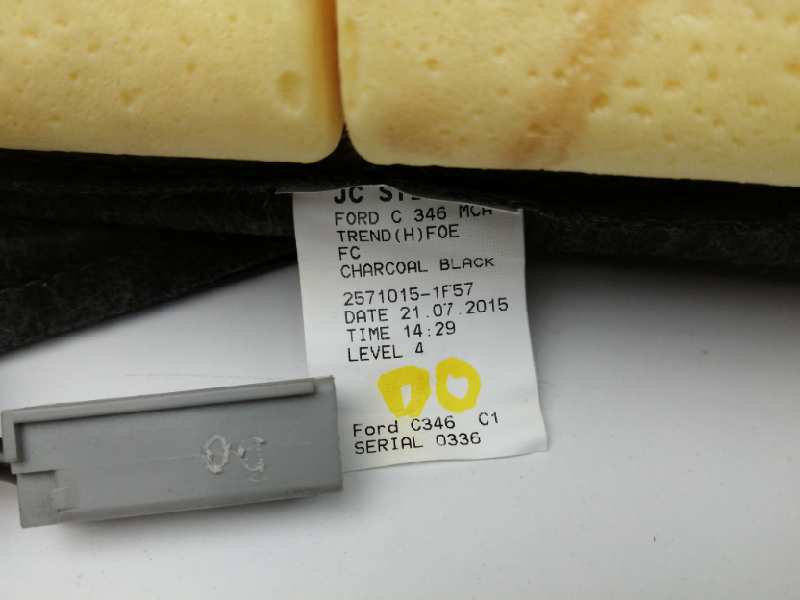 JC
FORD C 346 MCA
TREND(H)FOE
FC
CHARCOAL BLACK
2571015-1F57
DATE 21.07.2015
TIME 14:29
LEVEL 4
Ford C346 C1
SERIAL 0336